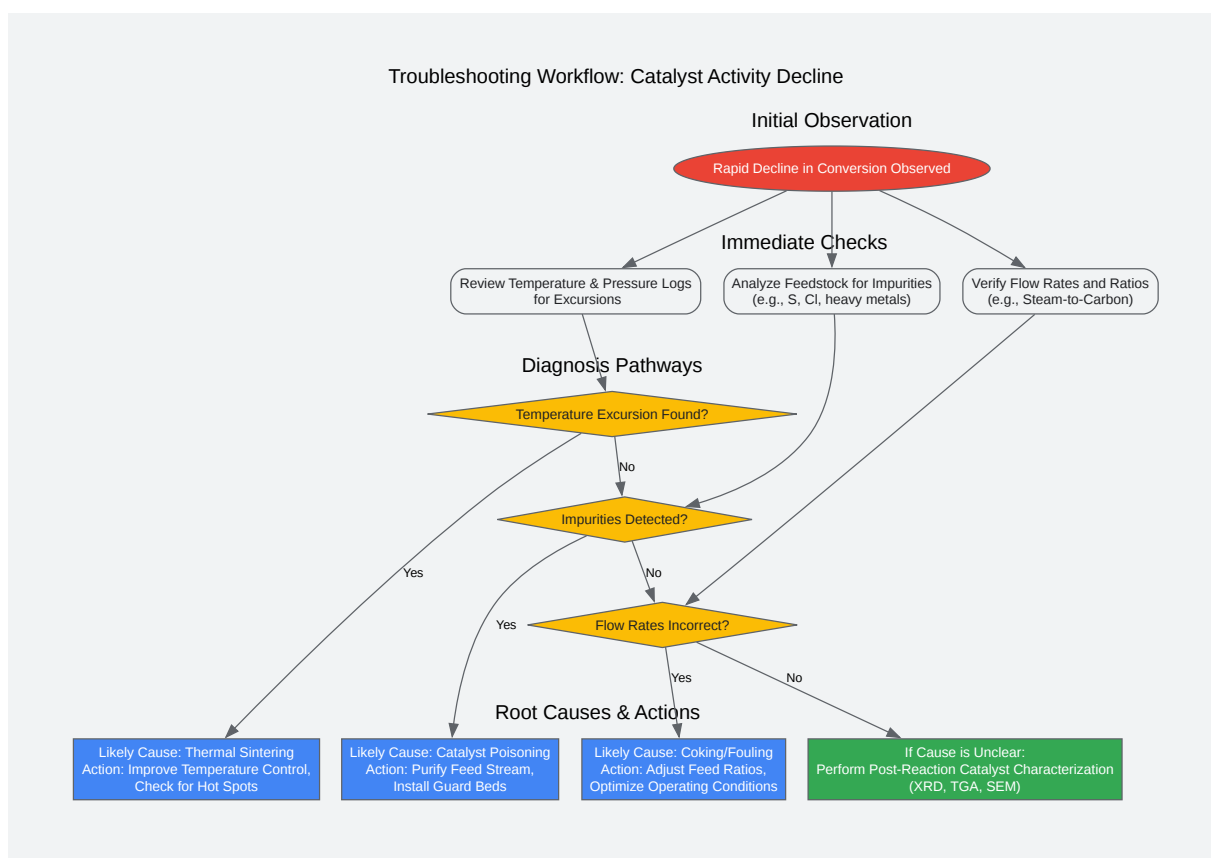 Troubleshooting Workflow: Catalyst Activity Decline
Initial Observation
Rapid Decline in Conversion Observed
Immediate Checks
Review Temperature & Pressure Logs
for Excursions
Analyze Feedstock for Impurities
(e.g., S, Cl, heavy metals)
Verify Flow Rates and Ratios
(e.g., Steam-to-Carbon)
Diagnosis Pathways
Temperature Excursion Found?
No
Impurities Detected?
Yes
No
Yes
Flow Rates Incorrect?
Yes
No
Root Causes & Actions
Likely Cause: Thermal Sintering
Action: Improve Temperature Control,
Check for Hot Spots
Likely Cause: Catalyst Poisoning
Action: Purify Feed Stream,
Install Guard Beds
Likely Cause: Coking/Fouling
Action: Adjust Feed Ratios,
Optimize Operating Conditions
If Cause is Unclear:
Perform Post-Reaction Catalyst Characterization
(XRD, TGA, SEM)